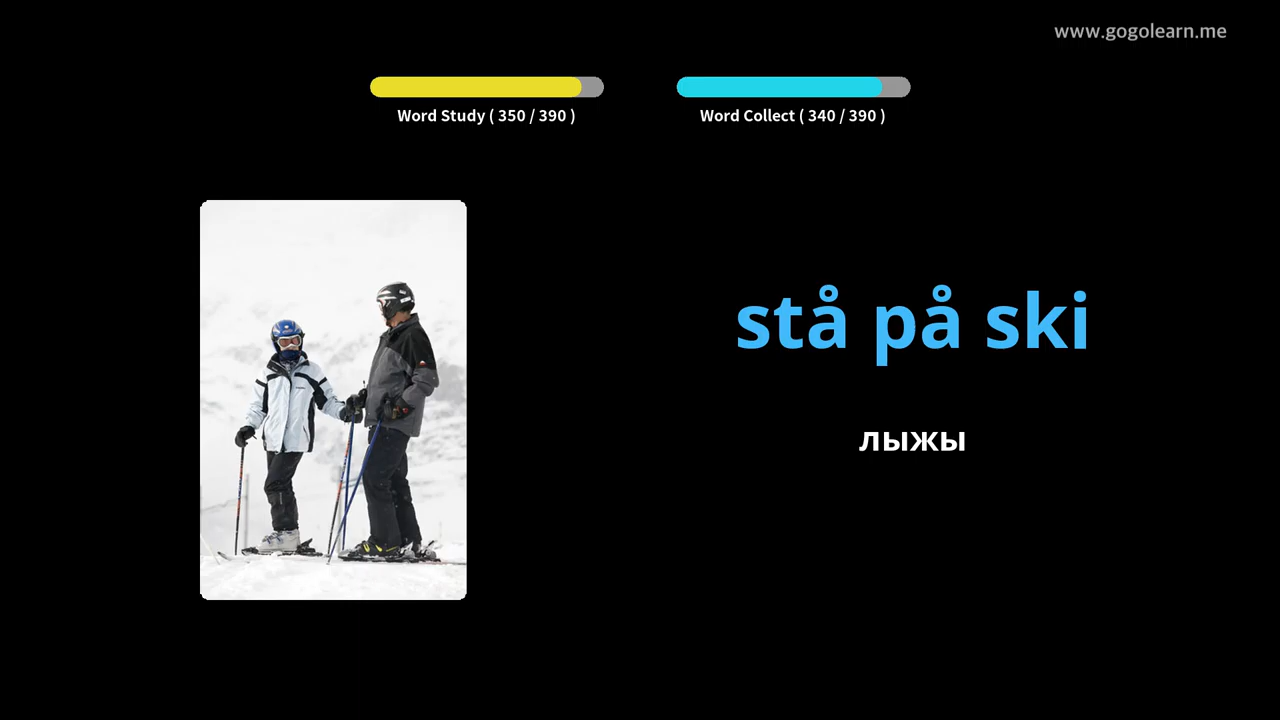 www.gogolearn.me
Word Study ( 350 / 390 )
Word Collect ( 340 / 390 )
stå på ski
лыжы